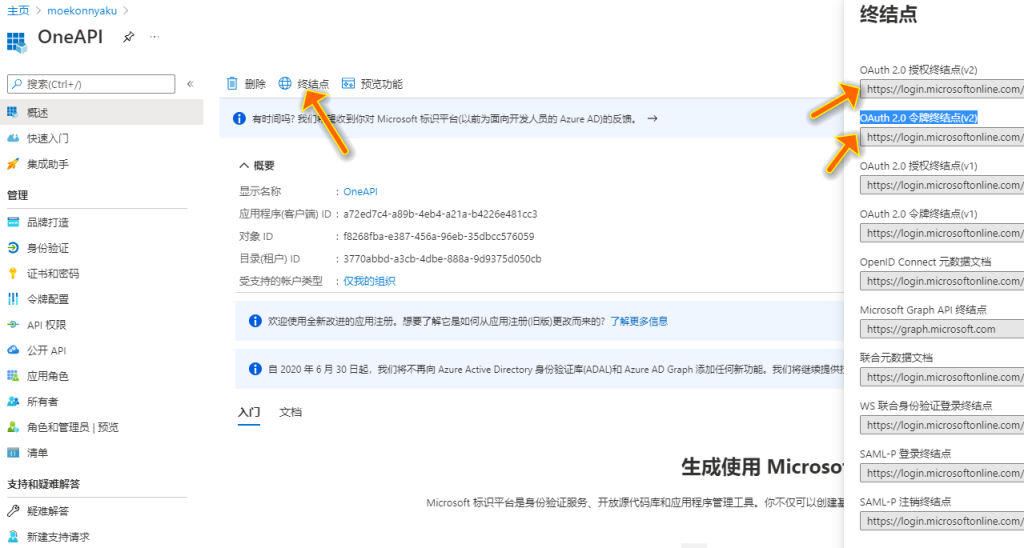 主页 > moekonnyaku >
OneAPI
搜索(Ctrl+/)
概述
快速入门
集成助手
管理
品牌打造
身份验证
证书和密码
令牌配置
API 权限
公开 API
应用角色
所有者
角色和管理员 | 预览
清单
支持和疑难解答
疑难解答
新建支持请求
删除 终结点 预览功能
有时间吗? 我们 收到你对 Microsoft 标识平台(以前为面向开发人员的 Azure AD)的反馈。 →
概要
显示名称 : OneAPI
应用程序(客户端) ID : a72ed7c4-a89b-4eb4-a21a-b4226e481cc3
对象 ID : f8268fba-e387-456a-96eb-35dbcc576059
目录(租户) ID : 3770abbd-a3cb-4dbe-888a-9d9375d050cb
受支持的帐户类型 : 仅我的组织
欢迎使用全新改进的应用注册。想要了解它是如何从应用注册(旧版)更改而来的? 了解更多信息
自 2020 年 6 月 30 日起，我们将不再向 Azure Active Directory 身份验证库(ADAL)和 Azure AD Graph 添加任何新功能。我们将继续提供
入门 文档
生成使用 Microso
Microsoft 标识平台是身份验证服务、开放源代码库和应用程序管理工具。你不仅可以创建
终结点
OAuth 2.0 授权终结点(v2)
https://login.microsoftonline.com/
OAuth 2.0 令牌终结点(v2)
https://login.microsoftonline.com/
OAuth 2.0 授权终结点(v1)
https://login.microsoftonline.com/
OAuth 2.0 令牌终结点(v1)
https://login.microsoftonline.com/
OpenID Connect 元数据文档
https://login.microsoftonline.com/
Microsoft Graph API 终结点
https://graph.microsoft.com
联合元数据文档
https://login.microsoftonline.com/
WS 联合身份验证登录终结点
https://login.microsoftonline.com/
SAML-P 登录终结点
https://login.microsoftonline.com/
SAML-P 注销终结点
https://login.microsoftonline.com/